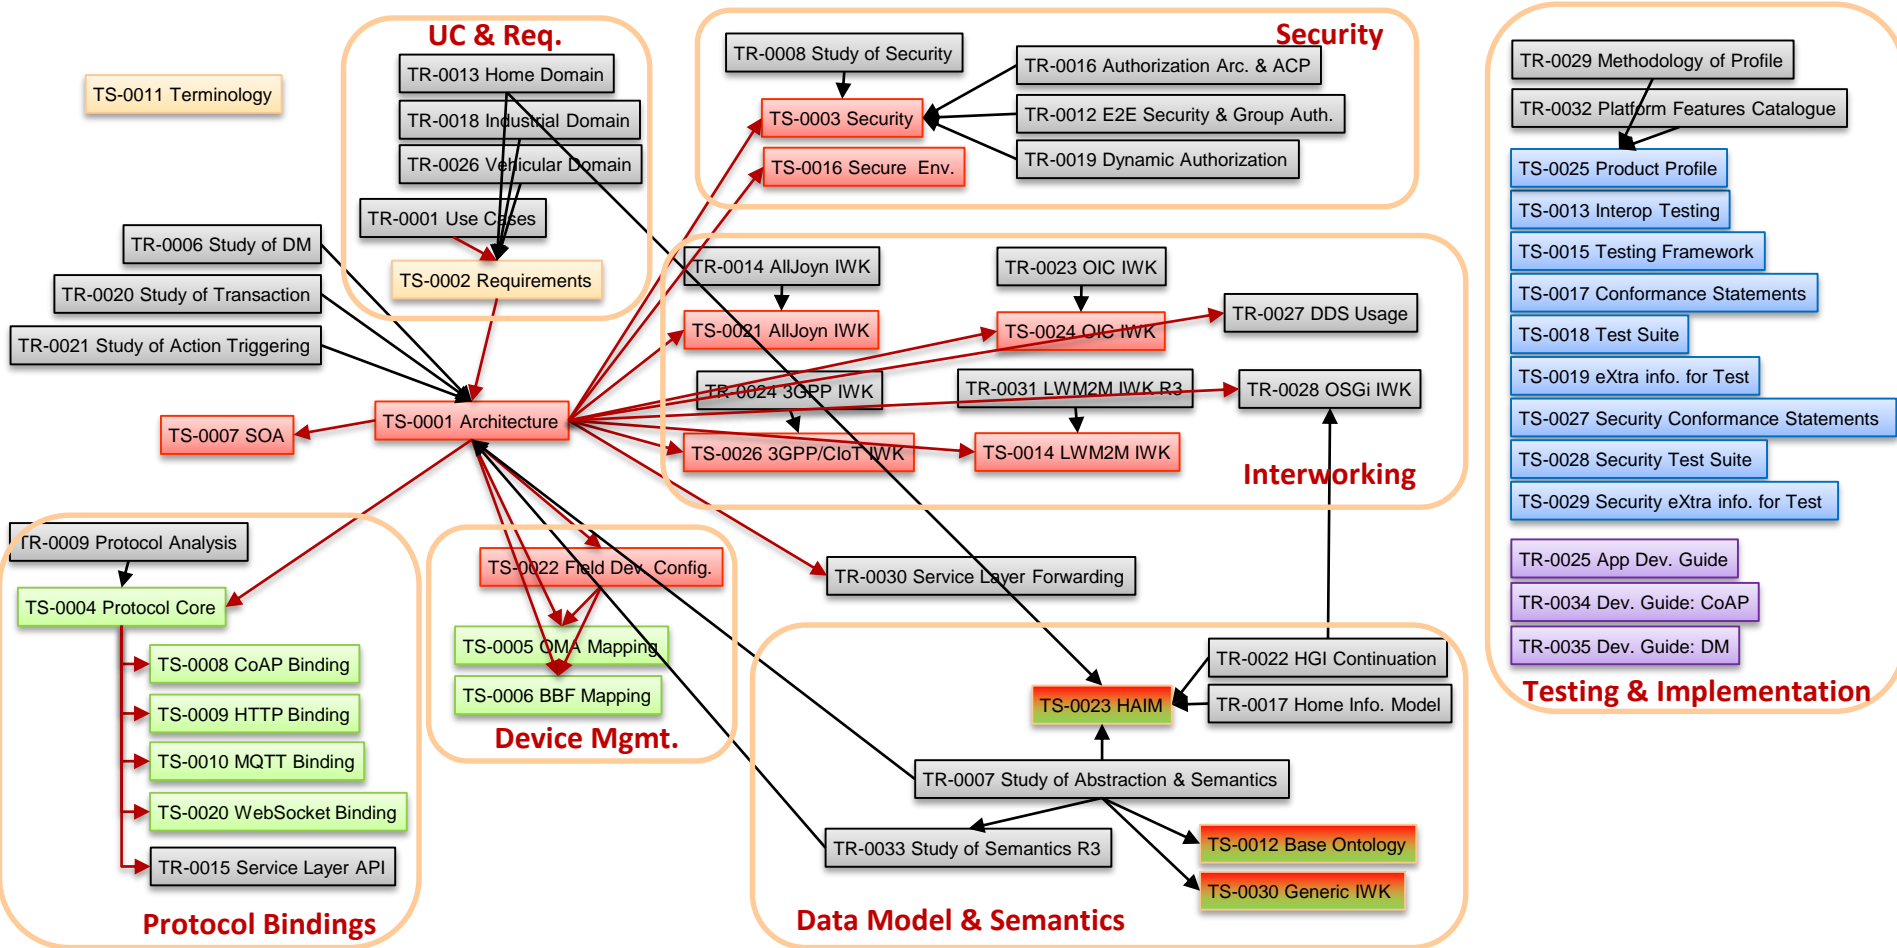 UC & Req.
TR-0013 Home Domain
TR-0018 Industrial Domain
TR-0026 Vehicular Domain
TR-0001 Use Cases
TS-0002 Requirements
TS-0011 Terminology
TR-0006 Study of DM
TR-0020 Study of Transaction
TR-0021 Study of Action Triggering
TS-0007 SOA
TS-0001 Architecture
Security
TR-0008 Study of Security
TS-0003 Security
TS-0016 Secure Env.
TR-0016 Authorization Arc. & ACP
TR-0012 E2E Security & Group Auth.
TR-0019 Dynamic Authorization
TR-0014 AllJoyn IWK
TR-0023 OIC IWK
TS-0021 AllJoyn IWK
TS-0024 OIC IWK
TR-0027 DDS Usage
TR-0024 3GPP IWK
TR-0031 LWM2M IWK R3
TR-0028 OSGi IWK
TS-0026 3GPP/CIoT IWK
TS-0014 LWM2M IWK
Interworking
TR-0009 Protocol Analysis
TS-0004 Protocol Core
TS-0008 CoAP Binding
TS-0009 HTTP Binding
TS-0010 MQTT Binding
TS-0020 WebSocket Binding
TR-0015 Service Layer API
Protocol Bindings
TS-0022 Field Dev. Config.
TS-0005 OMA Mapping
TS-0006 BBF Mapping
Device Mgmt.
TR-0030 Service Layer Forwarding
TR-0022 HGI Continuation
TS-0023 HAIM
TR-0017 Home Info. Model
TR-0007 Study of Abstraction & Semantics
TR-0033 Study of Semantics R3
TS-0012 Base Ontology
TS-0030 Generic IWK
Data Model & Semantics
TR-0029 Methodology of Profile
TR-0032 Platform Features Catalogue
TS-0025 Product Profile
TS-0013 Interop Testing
TS-0015 Testing Framework
TS-0017 Conformance Statements
TS-0018 Test Suite
TS-0019 eXtra info. for Test
TS-0027 Security Conformance Statements
TS-0028 Security Test Suite
TS-0029 Security eXtra info. for Test
TR-0025 App Dev. Guide
TR-0034 Dev. Guide: CoAP
TR-0035 Dev. Guide: DM
Testing & Implementation